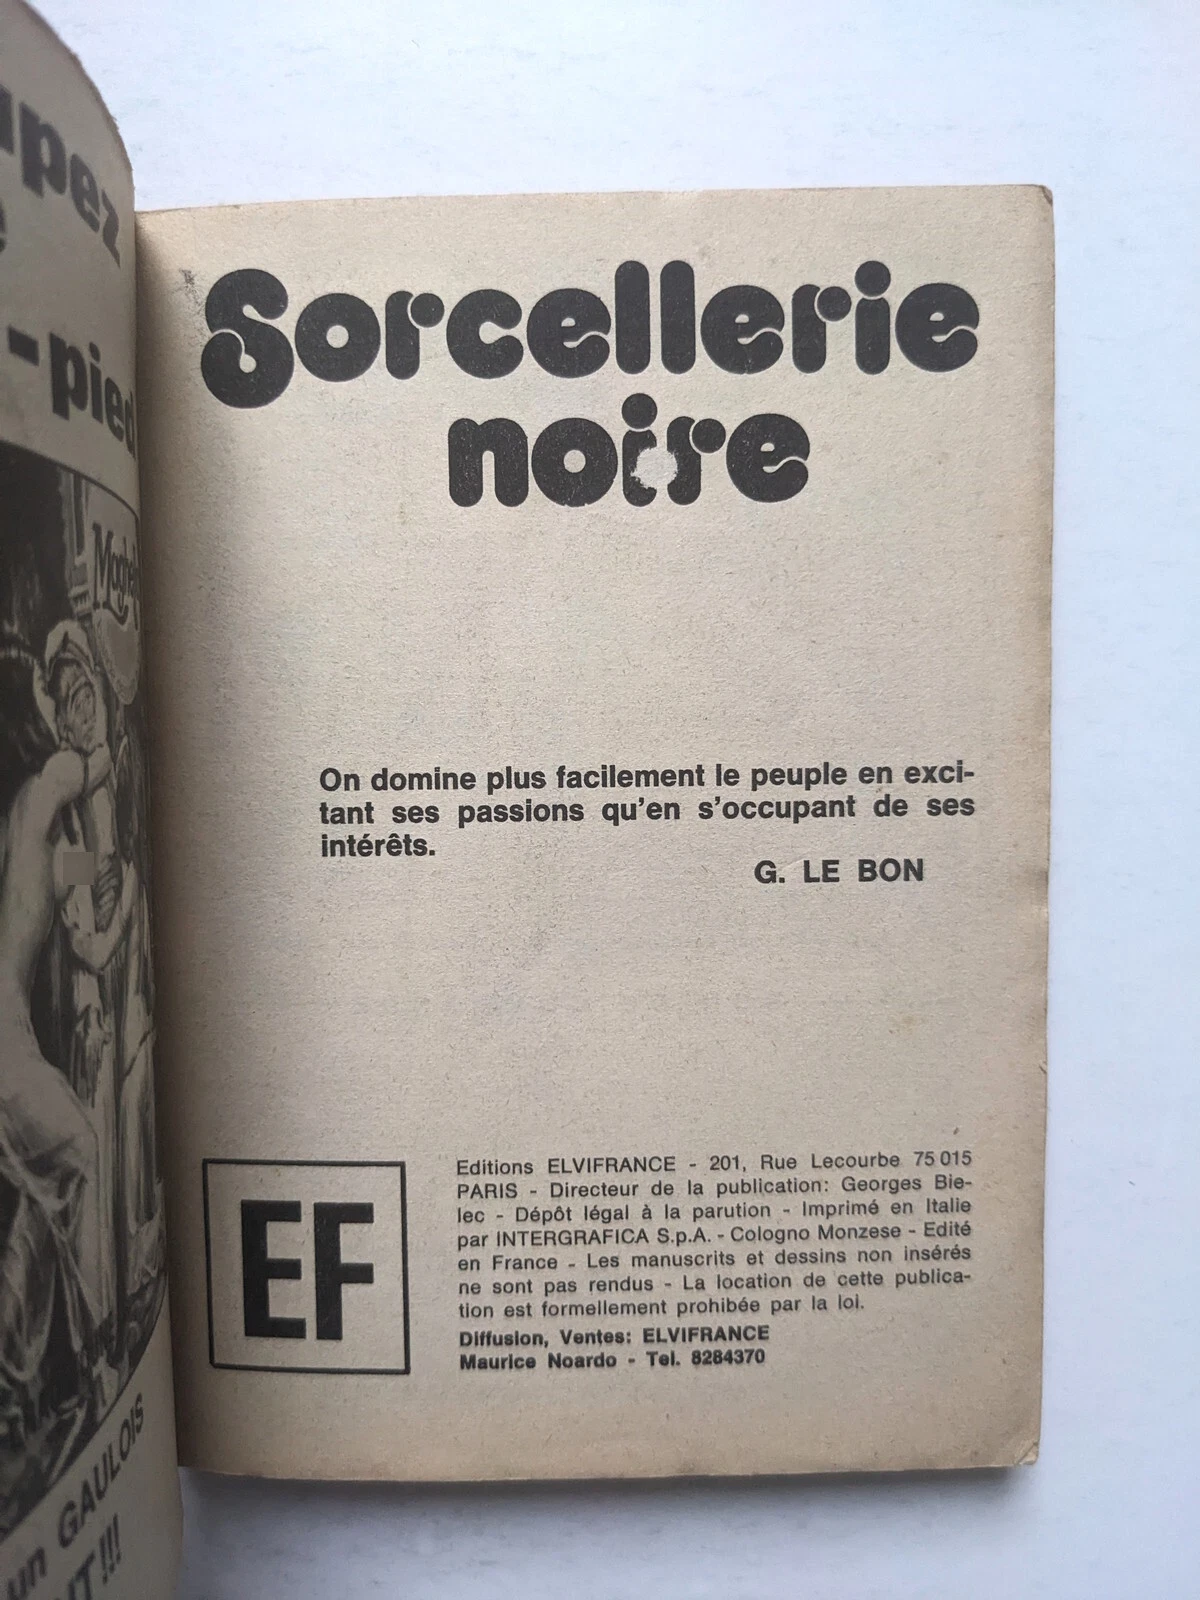 Sorcellerie
noire
On domine plus facilement le peuple en exci-
tant ses passions qu'en s'occupant de ses
intérêts.
G. LE BON
EF
Editions ELVIFRANCE - 201, Rue Lecourbe 75 015
PARIS - Directeur de la publication: Georges Bie-
lec - Dépôt légal à la parution - Imprimé en Italie
par INTERGRAFICA S.p.A. - Cologno Monzese - Edité
en France - Les manuscrits et dessins non insérés
ne sont pas rendus - La location de cette publica-
tion est formellement prohibée par la loi.
Diffusion, Ventes: ELVIFRANCE
Maurice Noardo - Tel. 8284370
- pied
un GAULOIS